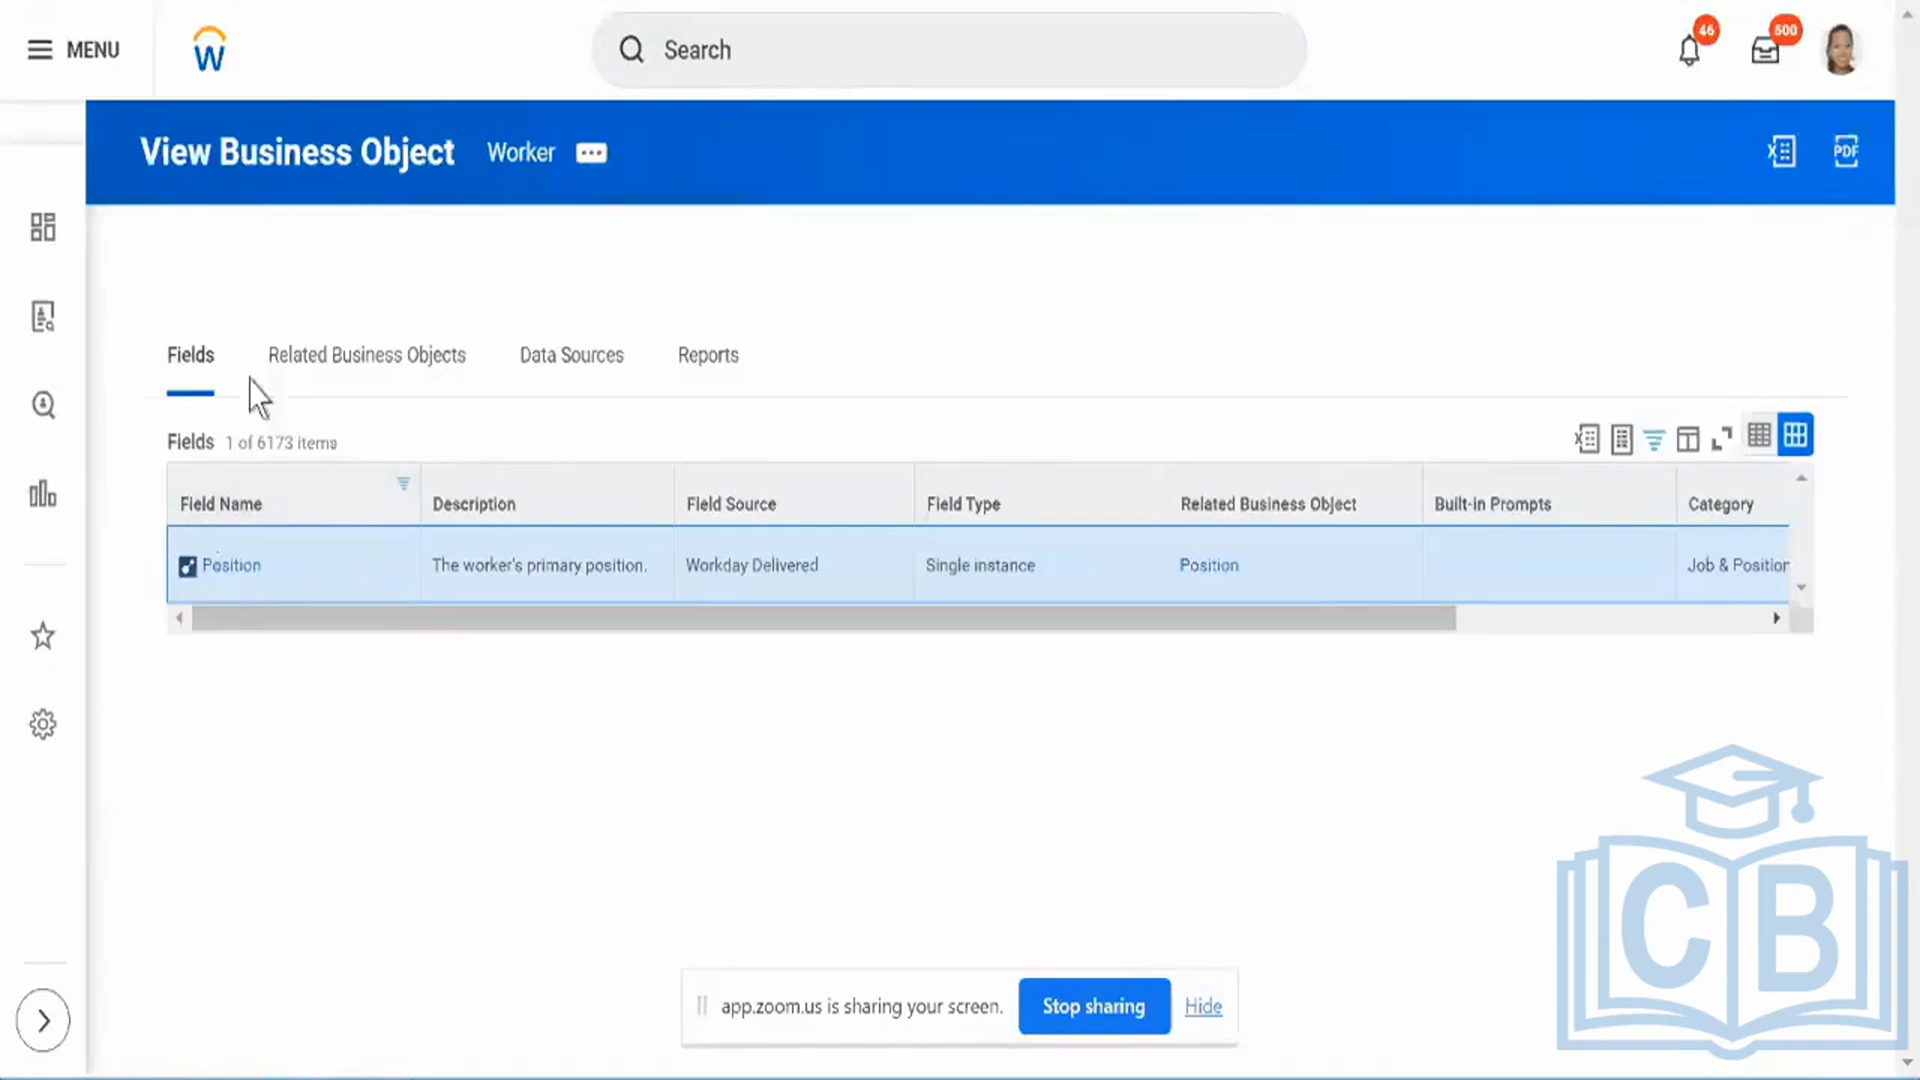 MENU
W
Search
46
500
View Business Object Worker
X
PDF
Fields Related Business Objects Data Sources Reports
Fields 1 of 6173 items
X
Field Name Description Field Source Field Type Related Business Object Built-in Prompts Category
Position The worker's primary position. Workday Delivered Single instance Position Job & Position
app.zoom.us is sharing your screen. Stop sharing Hide
CB